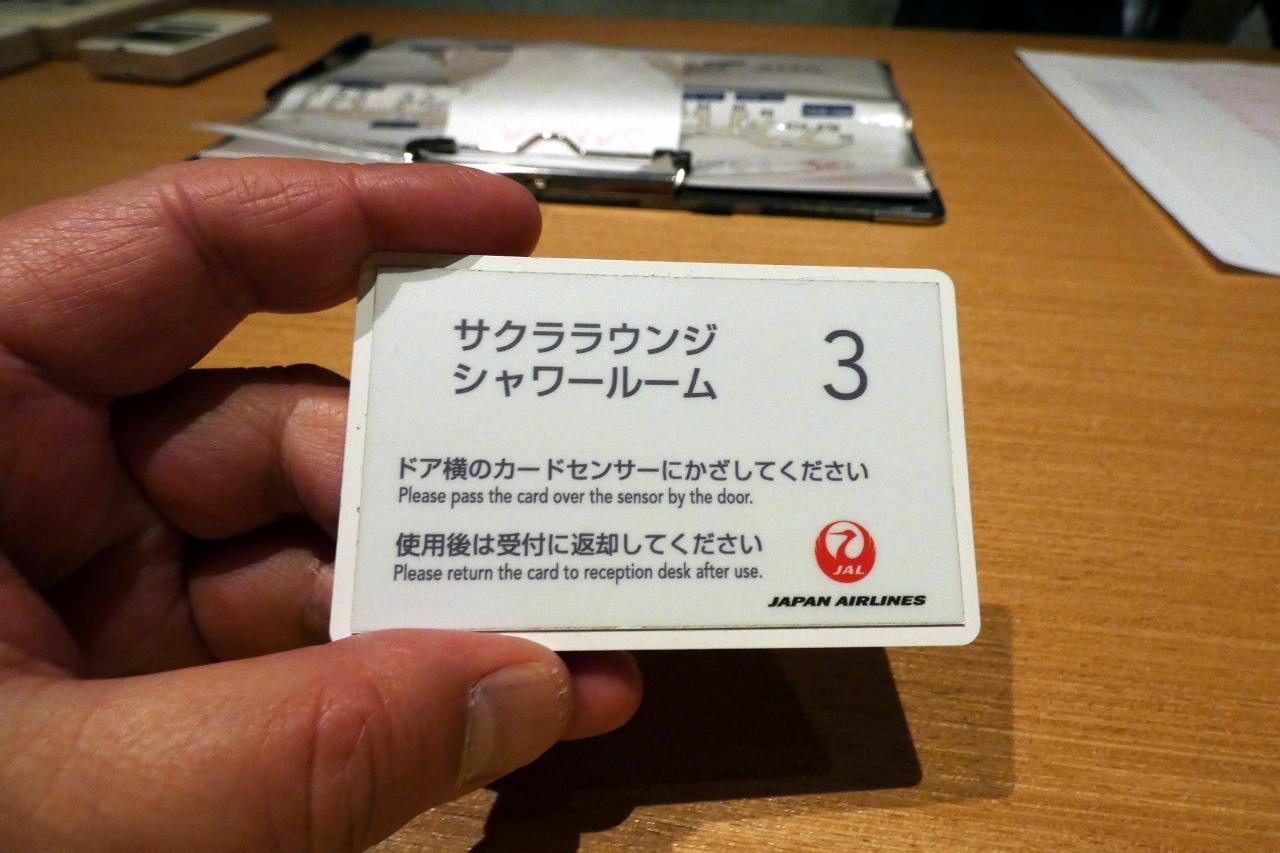 サクララウンジ
シャワールーム
3
ドア横のカードセンサーにかざしてください
Please pass the card over the sensor by the door.
使用後は受付に返却してください
Please return the card to reception desk after use.
JAL
JAPAN AIRLINES